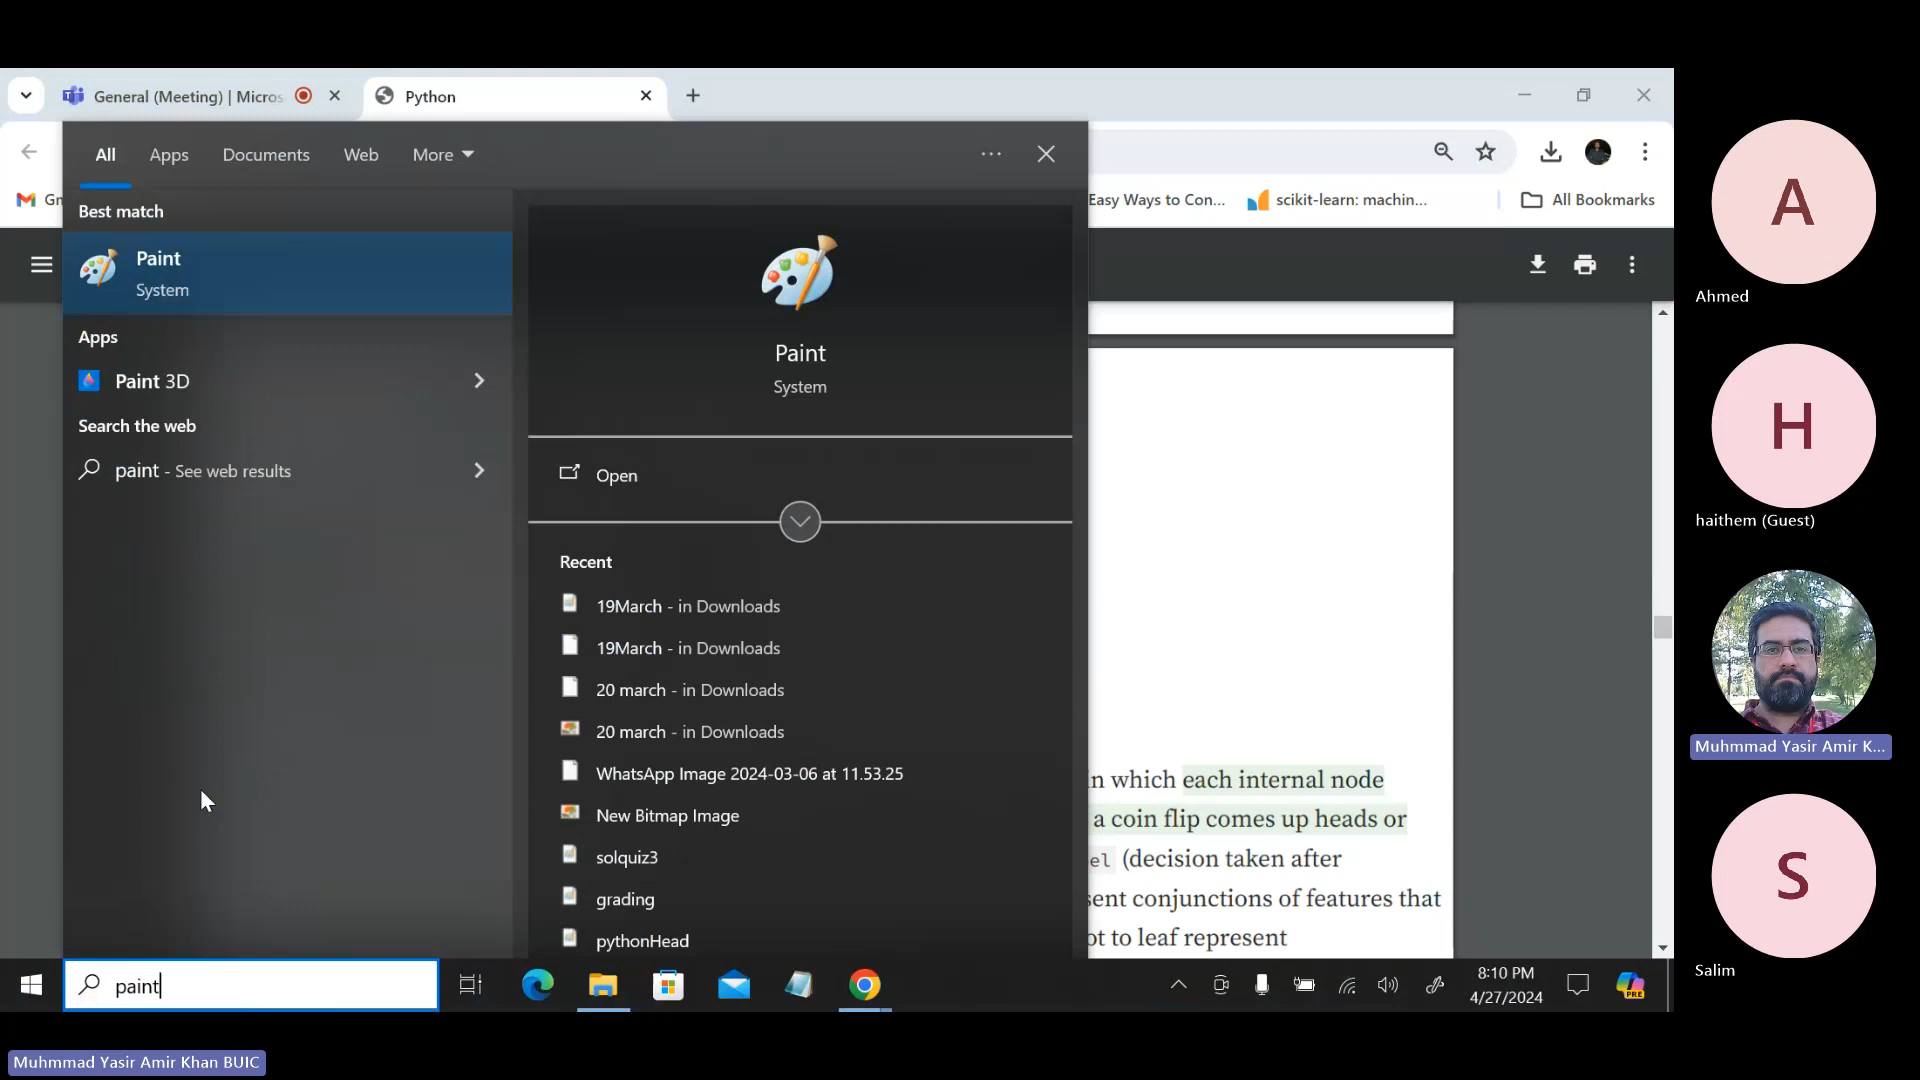 General (Meeting) | Micros
Python
All
Apps
Documents
Web
More
Easy Ways to Con...
scikit-learn: machin...
All Bookmarks
Best match
Paint
System
Apps
Paint 3D
Search the web
paint - See web results
Paint
System
Open
Recent
19March - in Downloads
19March - in Downloads
20 march - in Downloads
20 march - in Downloads
WhatsApp Image 2024-03-06 at 11.53.25
New Bitmap Image
solquiz3
grading
pythonHead
in which each internal node
a coin flip comes up heads or
el (decision taken after
sent conjunctions of features that
ot to leaf represent
paint
PRE
8:10 PM
4/27/2024
A
Ahmed
H
haithem (Guest)
Muhmmad Yasir Amir K...
S
Salim
Muhmmad Yasir Amir Khan BUIC